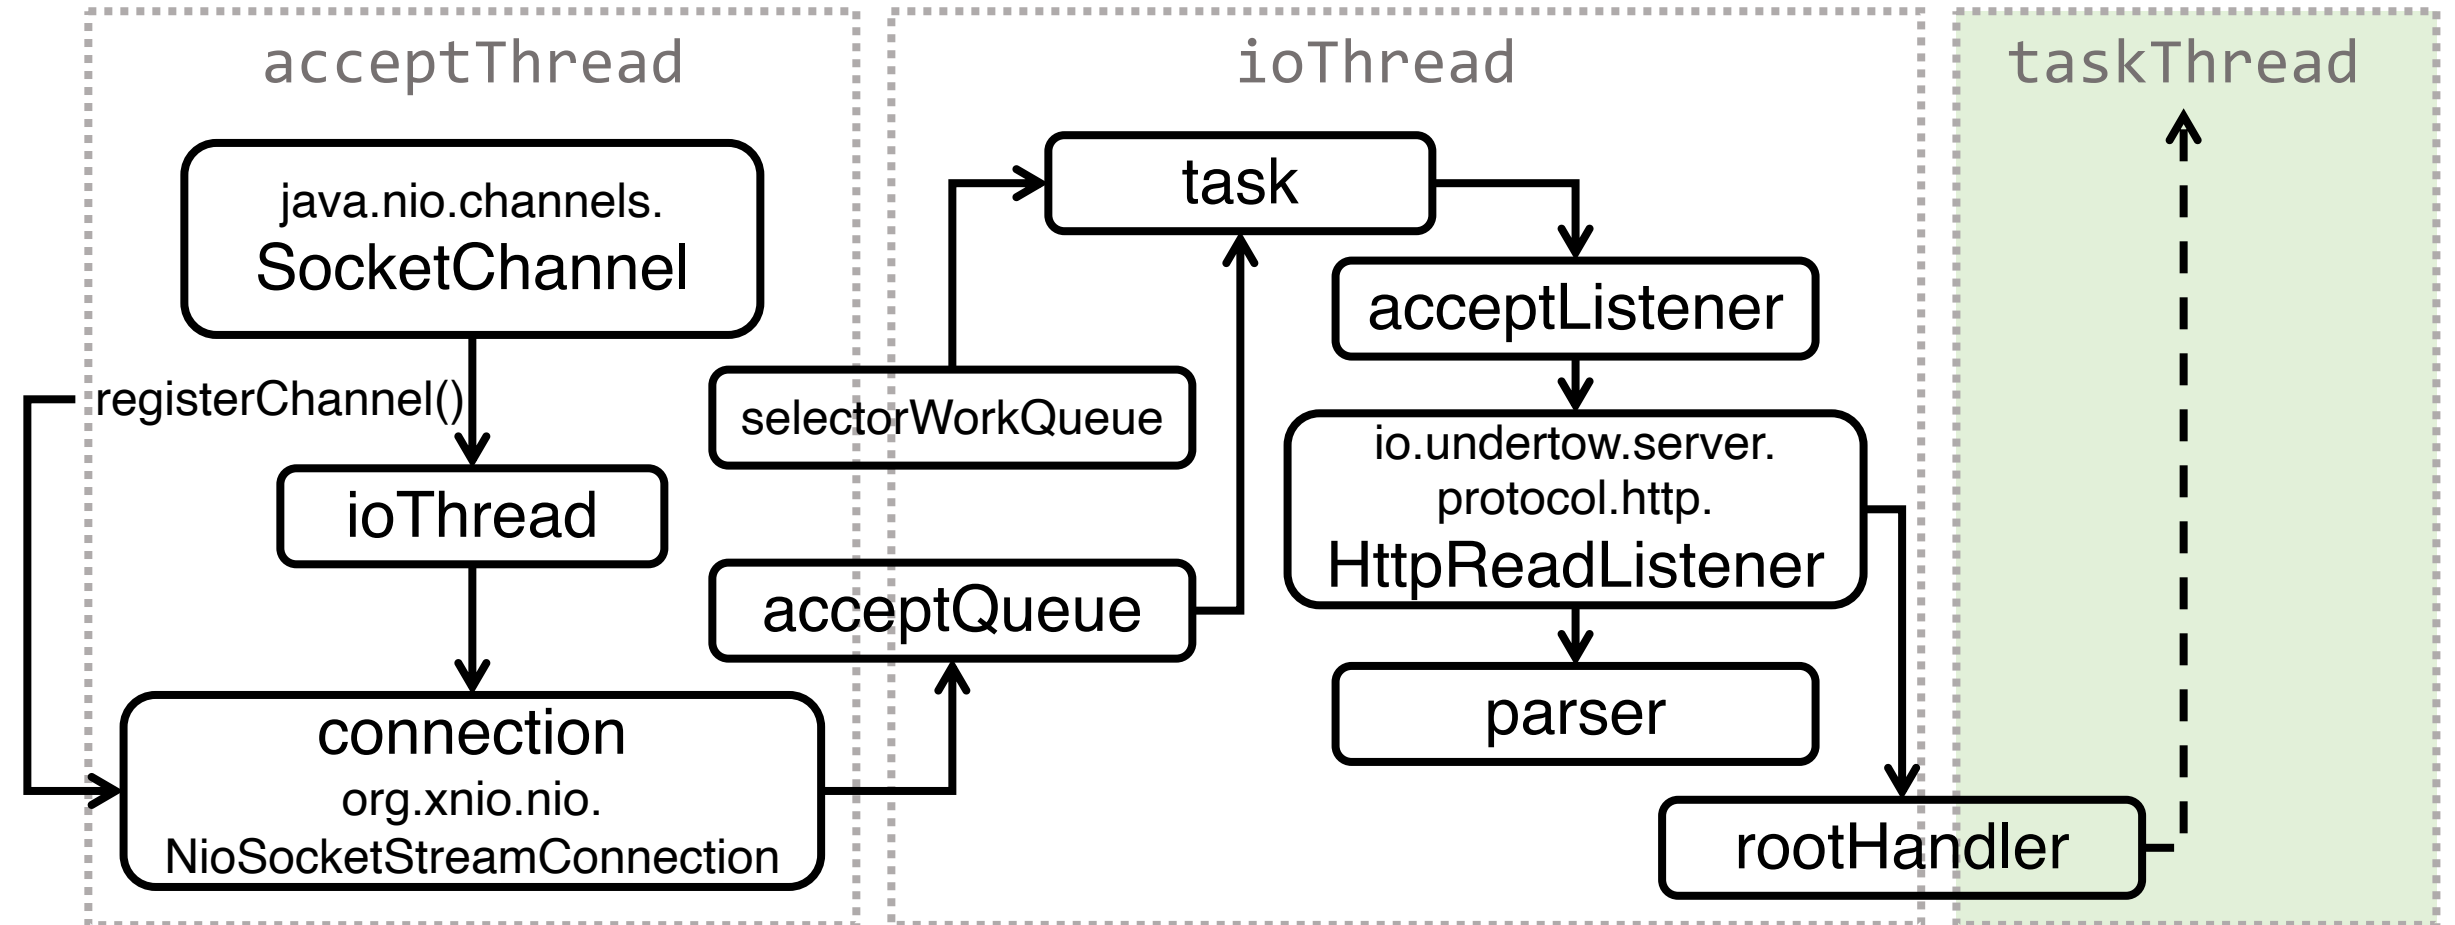 acceptThread
java.nio.channels.
SocketChannel
registerChannel()
ioThread
connection
org.xnio.nio.
NioSocketStreamConnection
selectorWorkQueue
acceptQueue
ioThread
task
acceptListener
io.undertow.server.
protocol.http.
HttpReadListener
parser
rootHandler
taskThread